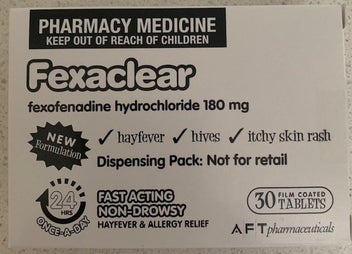 PHARMACY MEDICINE
KEEP OUT OF REACH OF CHILDREN
Fexaclear
fexofenadine hydrochloride 180 mg
NEW Formulation
✓ hayfever ✓ hives ✓ itchy skin rash
Dispensing Pack: Not for retail
24 HRS
ONCE-A-DAY
FAST ACTING
NON-DROWSY
HAYFEVER & ALLERGY RELIEF
30 FILM COATED TABLETS
AFT pharmaceuticals